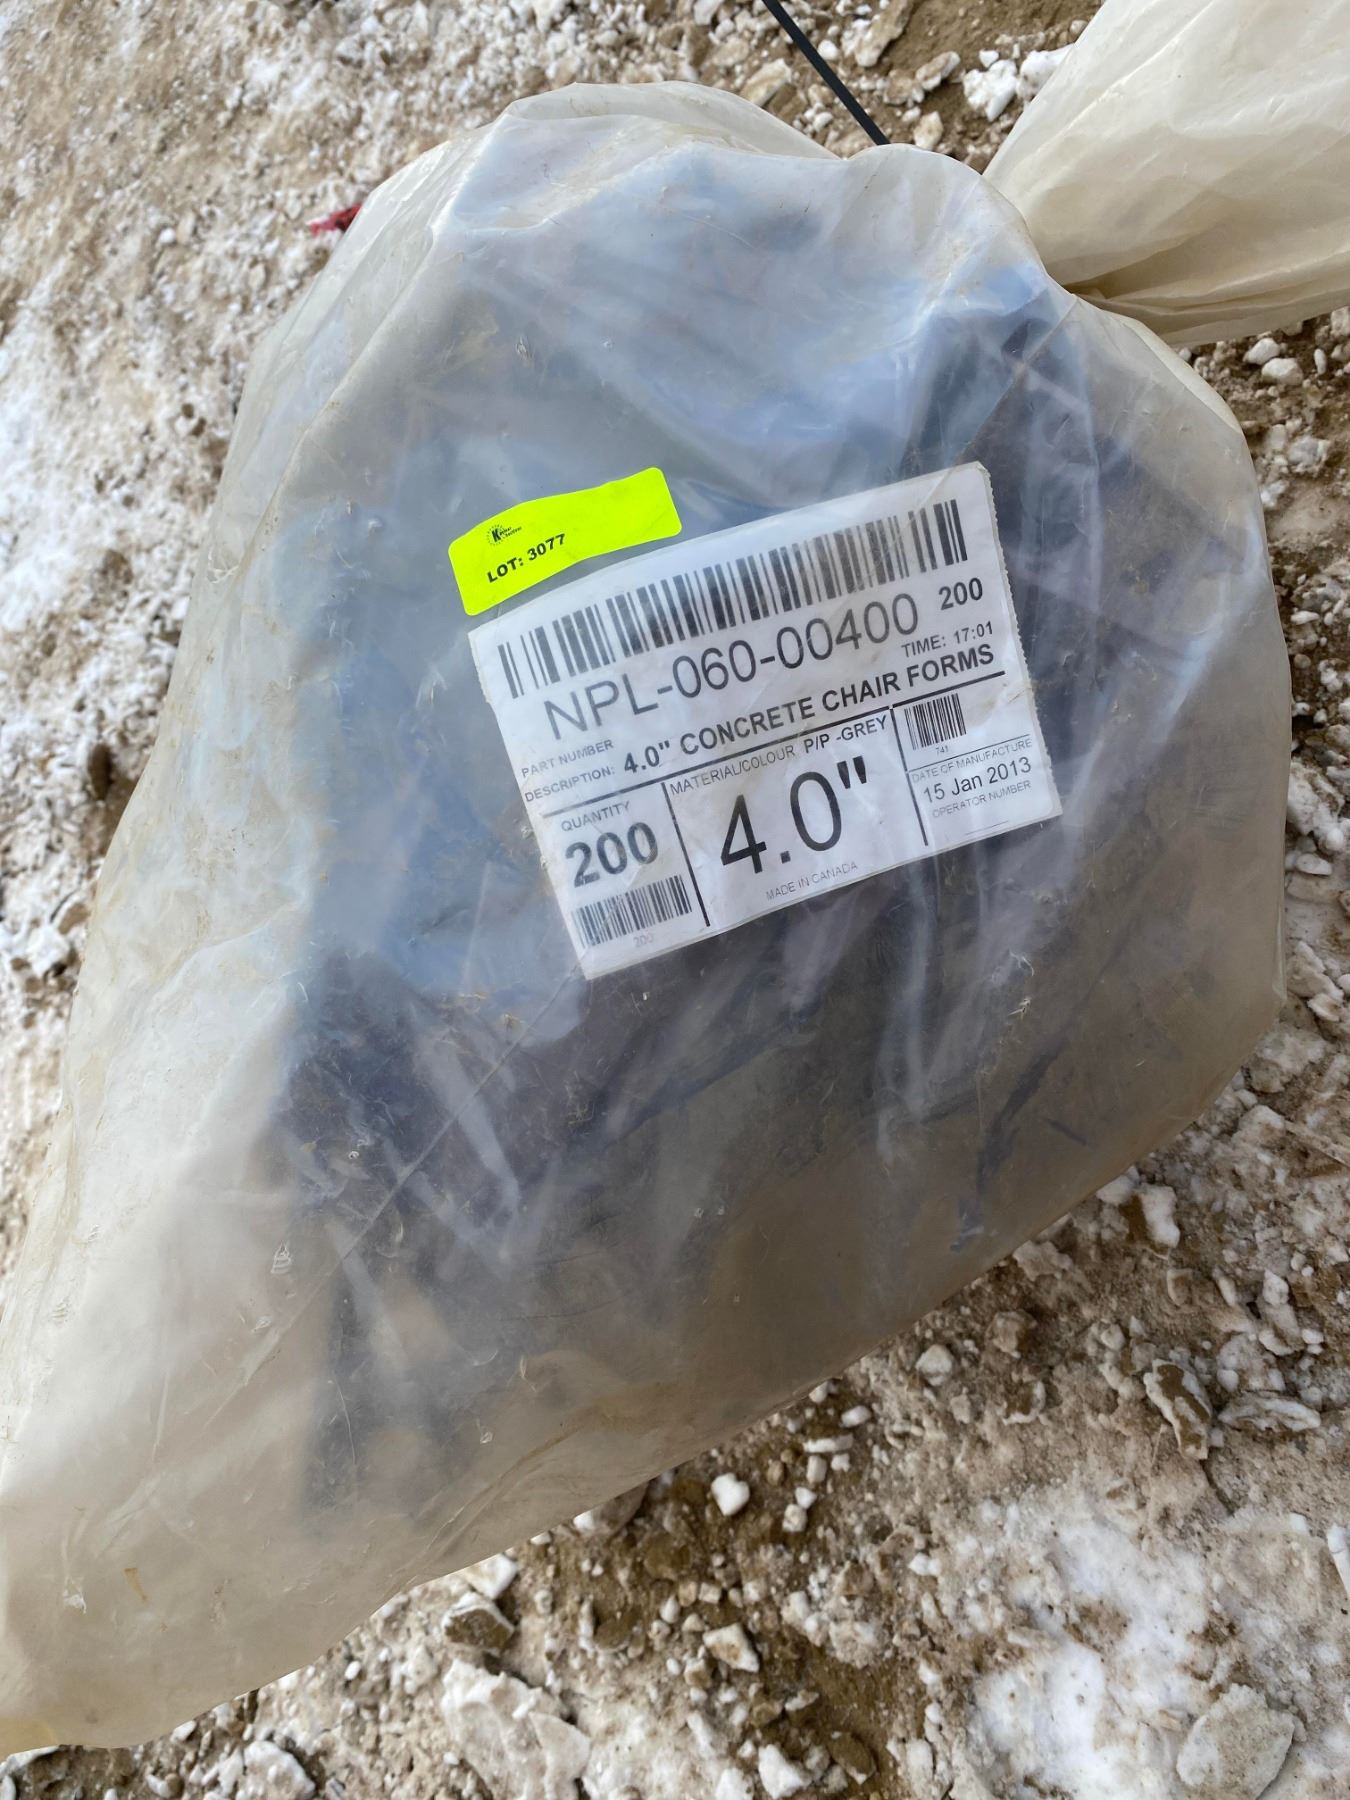 LOT: 3077
NPL-060-00400 200
PART NUMBER TIME: 17:01
DESCRIPTION: 4.0" CONCRETE CHAIR FORMS
QUANTITY
200
200
MATERIAL/COLOUR P/P -GREY
4.0"
MADE IN CANADA
741
DATE OF MANUFACTURE
15 Jan 2013
OPERATOR NUMBER